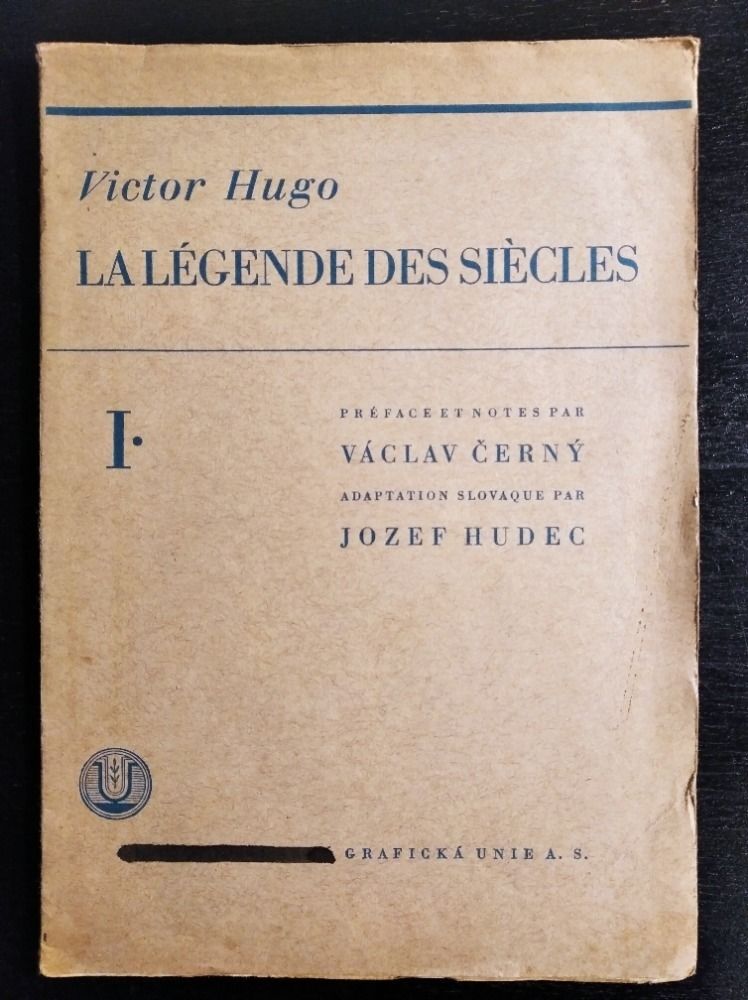 Victor Hugo
LA LÉGENDE DES SIÈCLES
I.
PRÉFACE ET NOTES PAR
VÁCLAV ČERNÝ
ADAPTATION SLOVAQUE PAR
JOZEF HUDEC
GRAFICKÁ UNIE A. S.